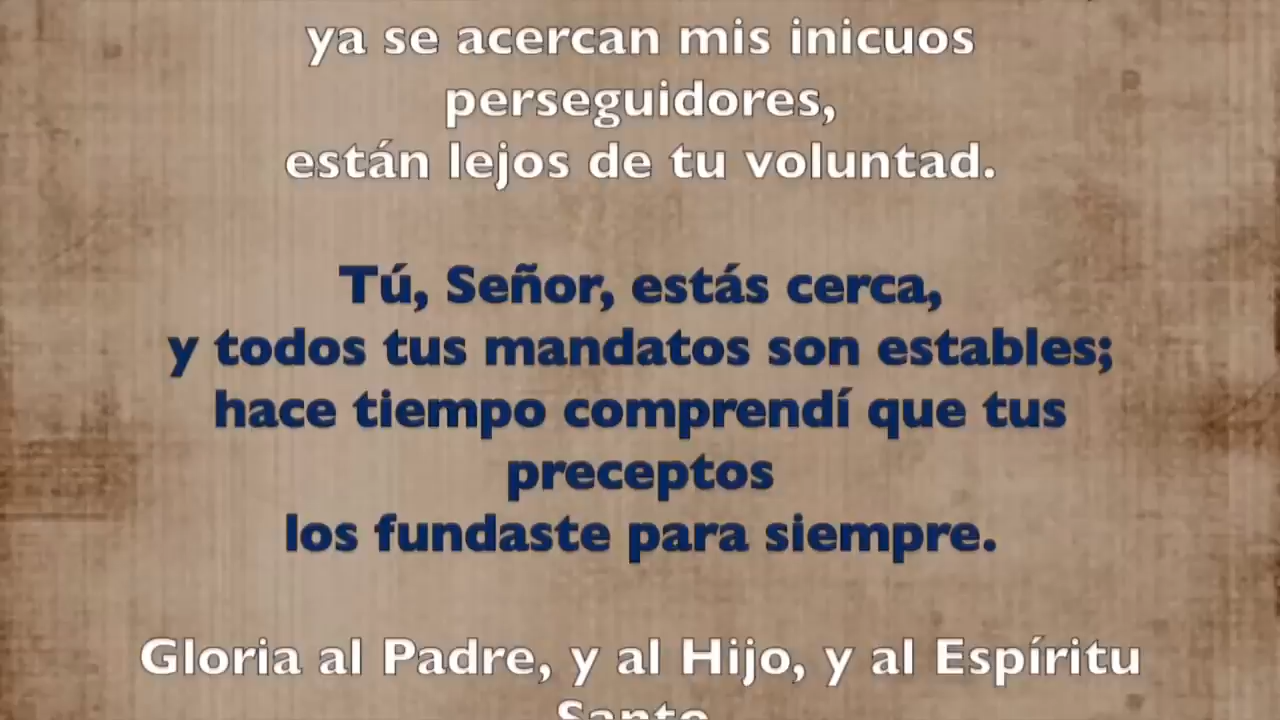 ya se acercan mis inicuos
perseguidores,
están lejos de tu voluntad.
Tú, Señor, estás cerca,
y todos tus mandatos son estables;
hace tiempo comprendí que tus
preceptos
los fundaste para siempre.
Gloria al Padre, y al Hijo, y al Espíritu
Santo